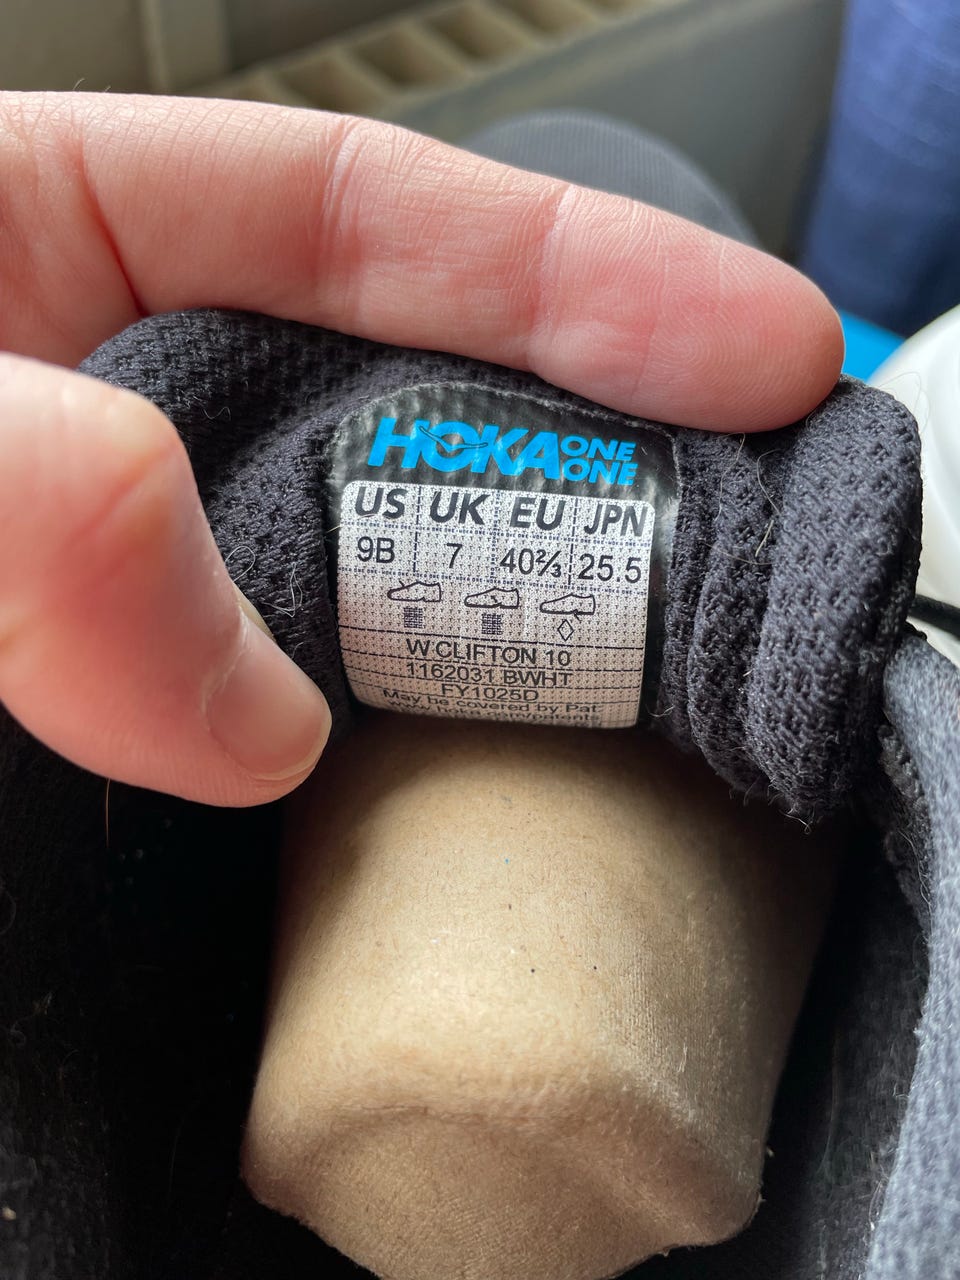 HOKA ONE ONE
US UK EU JPN
9B 7 40⅔ 25.5
W CLIFTON 10
1162031 BWHT
FY1025D
May be covered by Pat